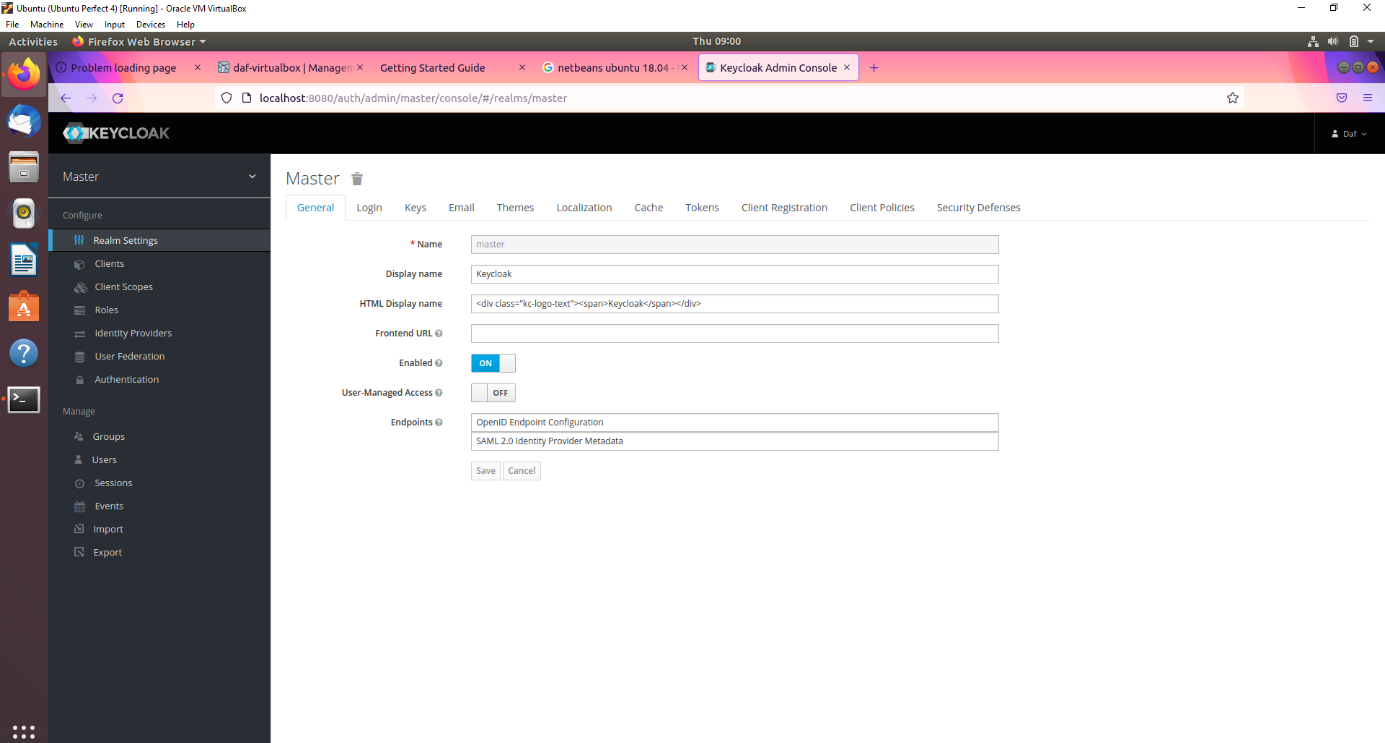 Ubuntu (Ubuntu Perfect 4) [Running] - Oracle VM VirtualBox
File Machine View Input Devices Help
Activities Firefox Web Browser Thu 09:00
Problem loading page daf-virtualbox | Managem Getting Started Guide netbeans ubuntu 18.04 - Keycloak Admin Console
localhost:8080/auth/admin/master/console/#/realms/master
KEYCLOAK Daf
Master
Configure
Realm Settings
Clients
Client Scopes
Roles
Identity Providers
User Federation
Authentication
Manage
Groups
Users
Sessions
Events
Import
Export
Master
General Login Keys Email Themes Localization Cache Tokens Client Registration Client Policies Security Defenses
* Name master
Display name Keycloak
HTML Display name <div class="kc-logo-text"><span>Keycloak</span></div>
Frontend URL
Enabled ON
User-Managed Access OFF
Endpoints OpenID Endpoint Configuration
SAML 2.0 Identity Provider Metadata
Save Cancel